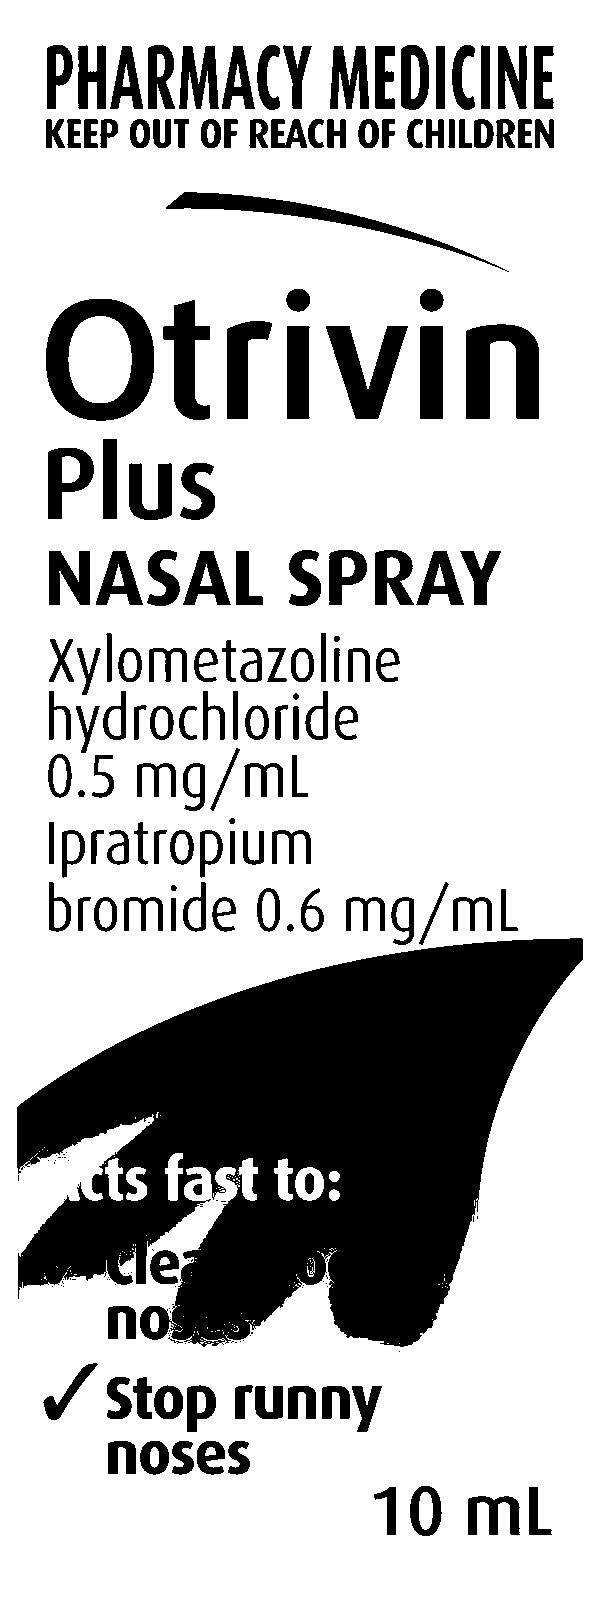 PHARMACY MEDICINE
KEEP OUT OF REACH OF CHILDREN
Otrivin
Plus
NASAL SPRAY
Xylometazoline
hydrochloride
0.5 mg/mL
Ipratropium
bromide 0.6 mg/mL
fast to:
noses
✓ Stop runny
noses
10 mL